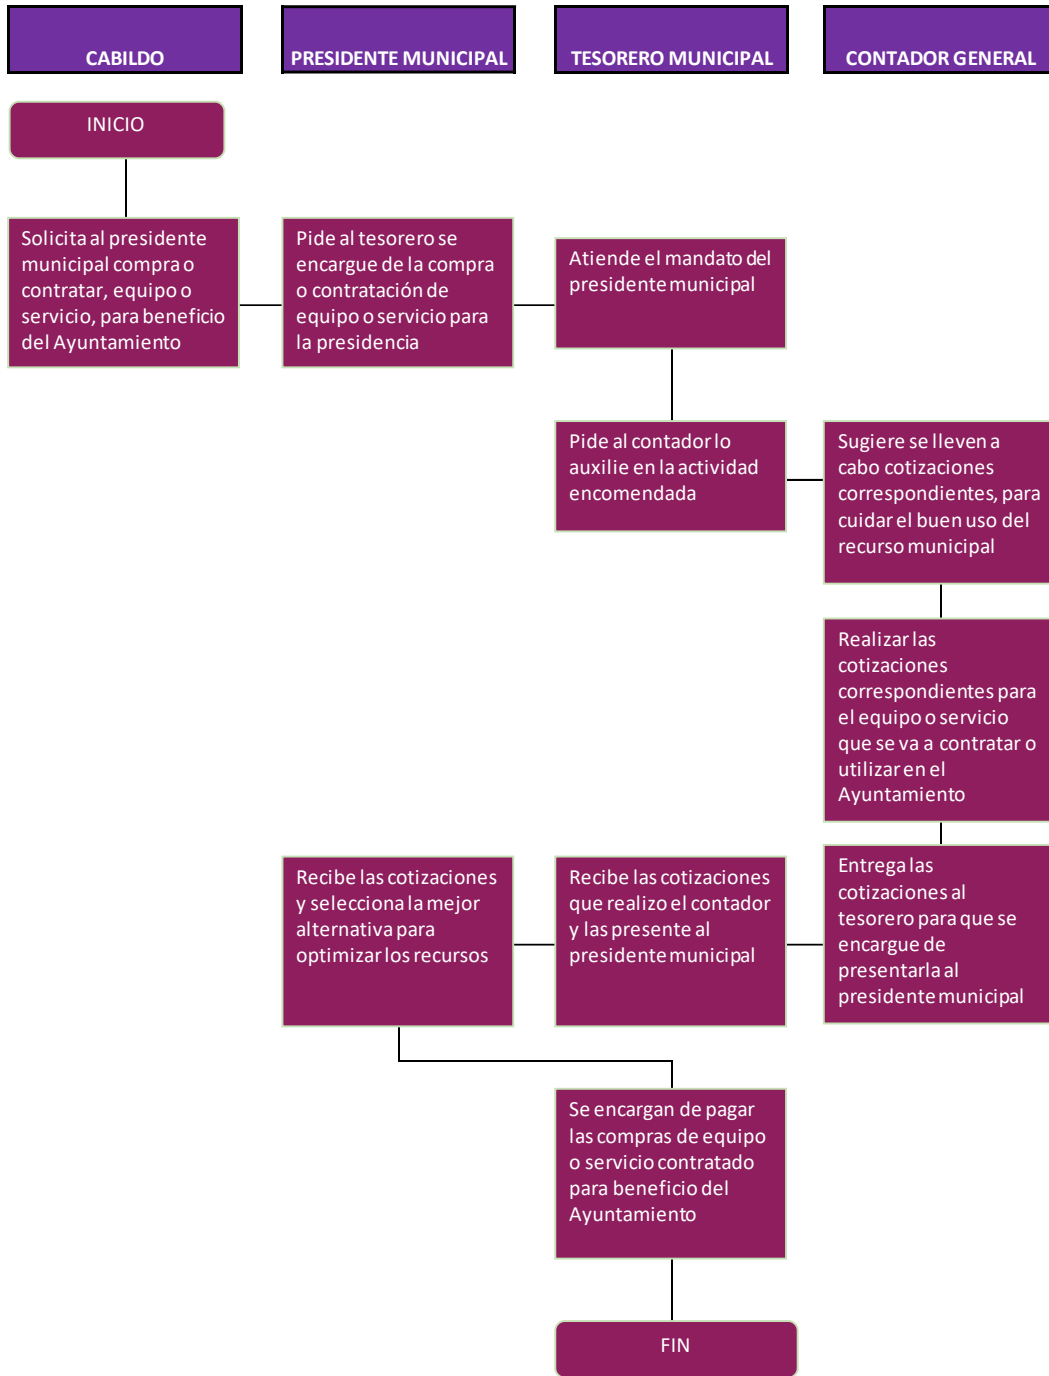 CABILDO
PRESIDENTE MUNICIPAL
TESORERO MUNICIPAL
CONTADOR GENERAL
INICIO
Solicita al presidente
municipal compra o
contratar, equipo o
servicio, para beneficio
del Ayuntamiento
Pide al tesorero se
encargue de la compra
o contratación de
equipo o servicio para
la presidencia
Atiende el mandato del
presidente municipal
Pide al contador lo
auxilie en la actividad
encomendada
Sugiere se lleven a
cabo cotizaciones
correspondientes, para
cuidar el buen uso del
recurso municipal
Realizar las
cotizaciones
correspondientes para
el equipo o servicio
que se va a contratar o
utilizar en el
Ayuntamiento
Entrega las
cotizaciones al
tesorero para que se
encargue de
presentarla al
presidente municipal
Recibe las cotizaciones
que realizo el contador
y las presente al
presidente municipal
Recibe las cotizaciones
y selecciona la mejor
alternativa para
optimizar los recursos
Se encargan de pagar
las compras de equipo
o servicio contratado
para beneficio del
Ayuntamiento
FIN